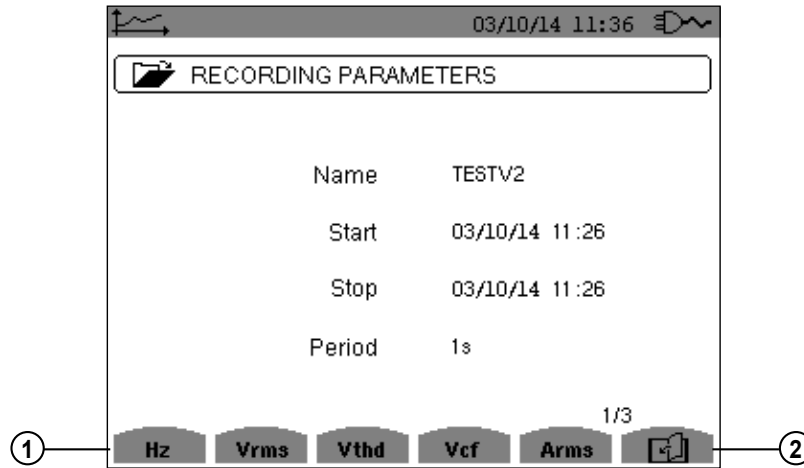 03/10/14 11:36
RECORDING PARAMETERS
Name TESTV2
Start 03/10/14 11:26
Stop 03/10/14 11:26
Period 1s
1/3
1 Hz Vrms Vthd Vcf Arms 2